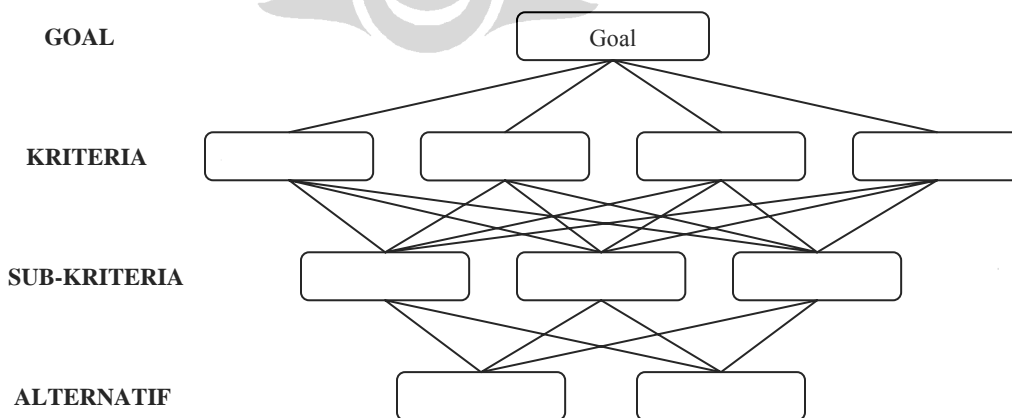 GOAL
Goal
KRITERIA
SUB-KRITERIA
ALTERNATIF